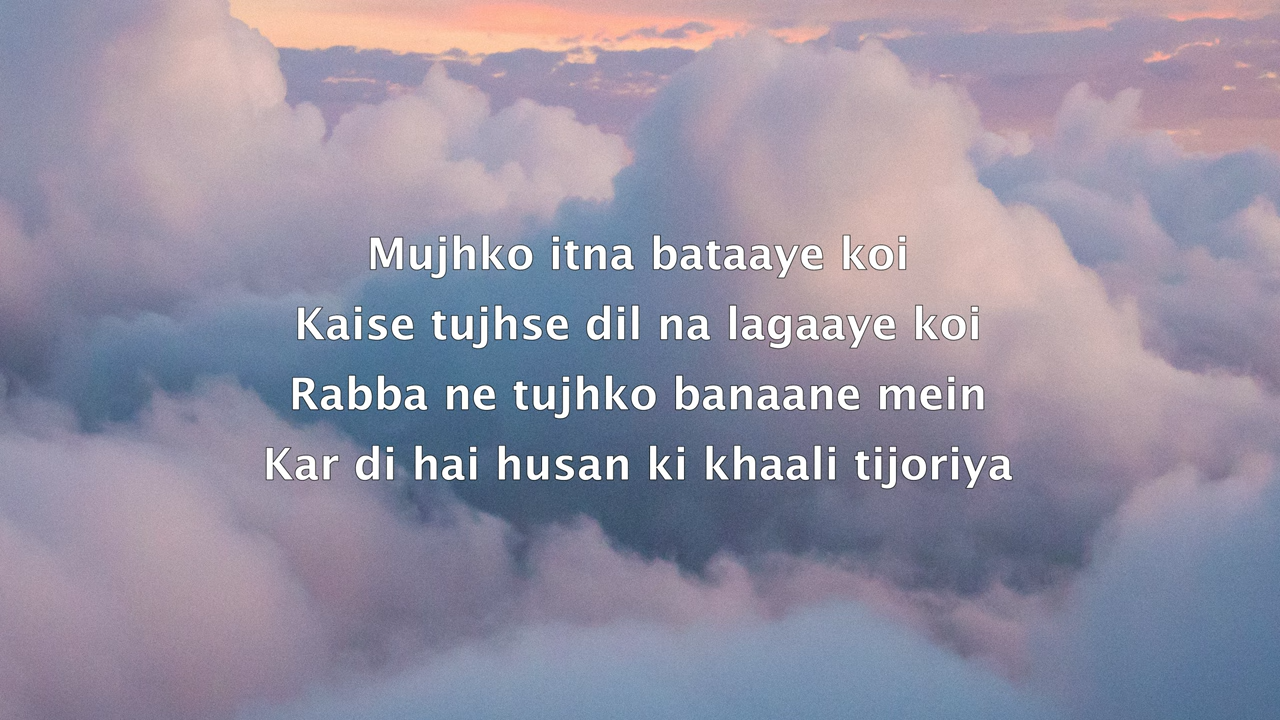 Mujhko itna bataaye koi
Kaise tujhse dil na lagaaye koi
Rabba ne tujhko banaane mein
Kar di hai husan ki khaali tijoriya